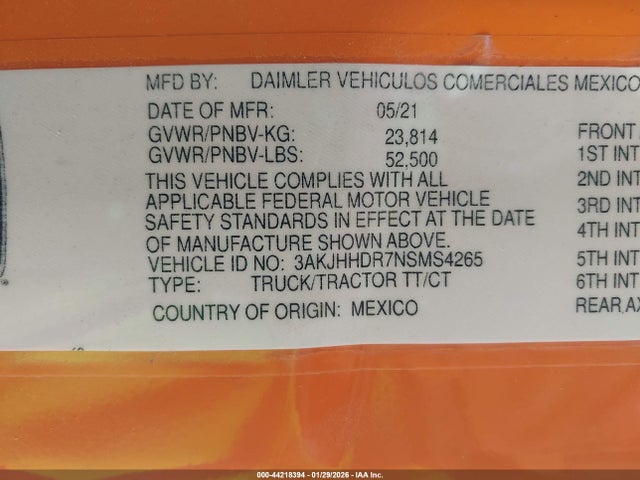 MFD BY: DAIMLER VEHICULOS COMERCIALES MEXICO
DATE OF MFR: 05/21
GVWR/PNBV-KG: 23,814
GVWR/PNBV-LBS: 52,500
THIS VEHICLE COMPLIES WITH ALL
APPLICABLE FEDERAL MOTOR VEHICLE
SAFETY STANDARDS IN EFFECT AT THE DATE
OF MANUFACTURE SHOWN ABOVE.
VEHICLE ID NO: 3AKJHHDR7NSMS4265
TYPE: TRUCK/TRACTOR TT/CT
COUNTRY OF ORIGIN: MEXICO
FRONT
1ST INT
2ND INT
3RD INT
4TH INT
5TH INT
6TH INT
REAR AX
000-44218394 - 01/29/2026 - © IAA Inc.